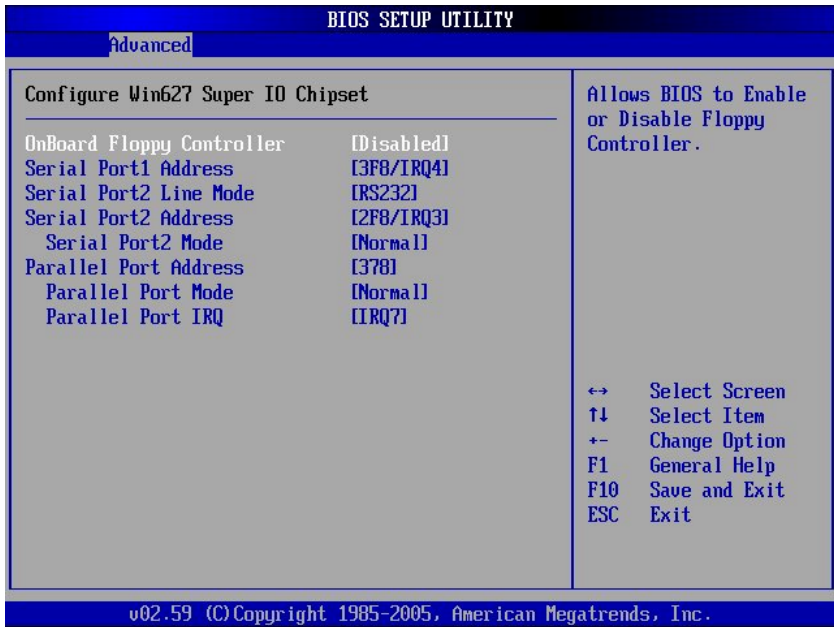 BIOS SETUP UTILITY
Advanced
Configure Win627 Super IO Chipset
OnBoard Floppy Controller [Disabled]
Serial Port1 Address [3F8/IRQ4]
Serial Port2 Line Mode [RS232]
Serial Port2 Address [2F8/IRQ3]
Serial Port2 Mode [Normal]
Parallel Port Address [378]
Parallel Port Mode [Normal]
Parallel Port IRQ [IRQ7]
Allows BIOS to Enable
or Disable Floppy
Controller.
←→ Select Screen
↑↓ Select Item
+- Change Option
F1 General Help
F10 Save and Exit
ESC Exit
v02.59 (C)Copyright 1985-2005, American Megatrends, Inc.